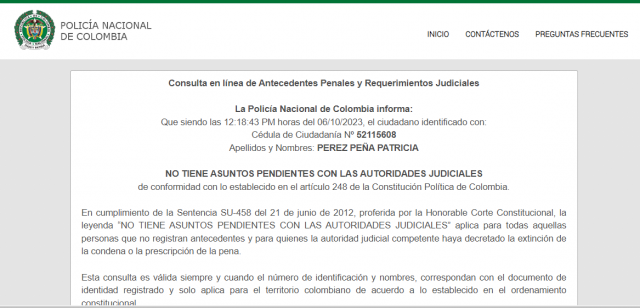 POLICÍA NACIONAL
DE COLOMBIA
INICIO CONTÁCTENOS PREGUNTAS FRECUENTES
Consulta en línea de Antecedentes Penales y Requerimientos Judiciales
La Policía Nacional de Colombia informa:
Que siendo las 12:18:43 PM horas del 06/10/2023, el ciudadano identificado con:
Cédula de Ciudadanía Nº 52115608
Apellidos y Nombres: PEREZ PEÑA PATRICIA
NO TIENE ASUNTOS PENDIENTES CON LAS AUTORIDADES JUDICIALES
de conformidad con lo establecido en el artículo 248 de la Constitución Política de Colombia.
En cumplimiento de la Sentencia SU-458 del 21 de junio de 2012, proferida por la Honorable Corte Constitucional, la
leyenda "NO TIENE ASUNTOS PENDIENTES CON LAS AUTORIDADES JUDICIALES" aplica para todas aquellas
personas que no registran antecedentes y para quienes la autoridad judicial competente haya decretado la extinción de
la condena o la prescripción de la pena.
Esta consulta es válida siempre y cuando el número de identificación y nombres, correspondan con el documento de
identidad registrado y solo aplica para el territorio colombiano de acuerdo a lo establecido en el ordenamiento
constitucional.